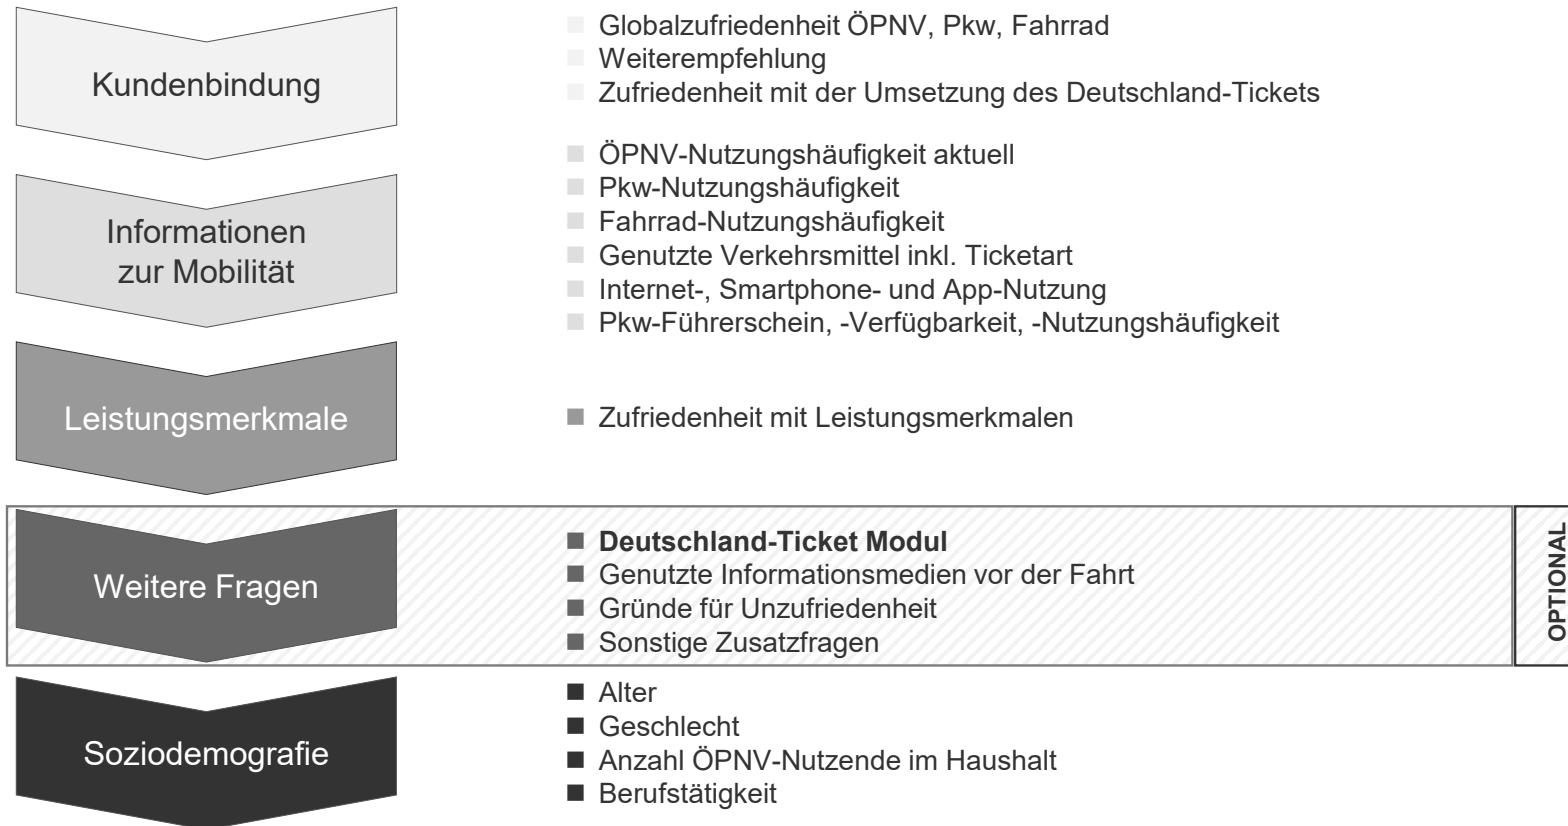 Kundenbindung
Globalzufriedenheit ÖPNV, Pkw, Fahrrad
Weiterempfehlung
Zufriedenheit mit der Umsetzung des Deutschland-Tickets
Informationen
zur Mobilität
ÖPNV-Nutzungshäufigkeit aktuell
Pkw-Nutzungshäufigkeit
Fahrrad-Nutzungshäufigkeit
Genutzte Verkehrsmittel inkl. Ticketart
Internet-, Smartphone- und App-Nutzung
Pkw-Führerschein, -Verfügbarkeit, -Nutzungshäufigkeit
Leistungsmerkmale
Zufriedenheit mit Leistungsmerkmalen
Weitere Fragen
Deutschland-Ticket Modul
Genutzte Informationsmedien vor der Fahrt
Gründe für Unzufriedenheit
Sonstige Zusatzfragen
OPTIONAL
Soziodemografie
Alter
Geschlecht
Anzahl ÖPNV-Nutzende im Haushalt
Berufstätigkeit